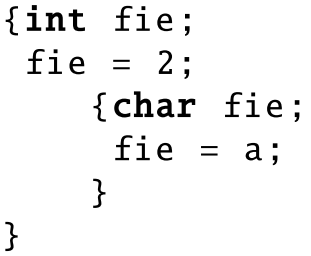 {int fie;
fie = 2;
{char fie;
fie = a;
}
}